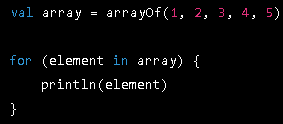 val array = arrayOf(1, 2, 3, 4, 5)
for (element in array) {
    println(element)
}